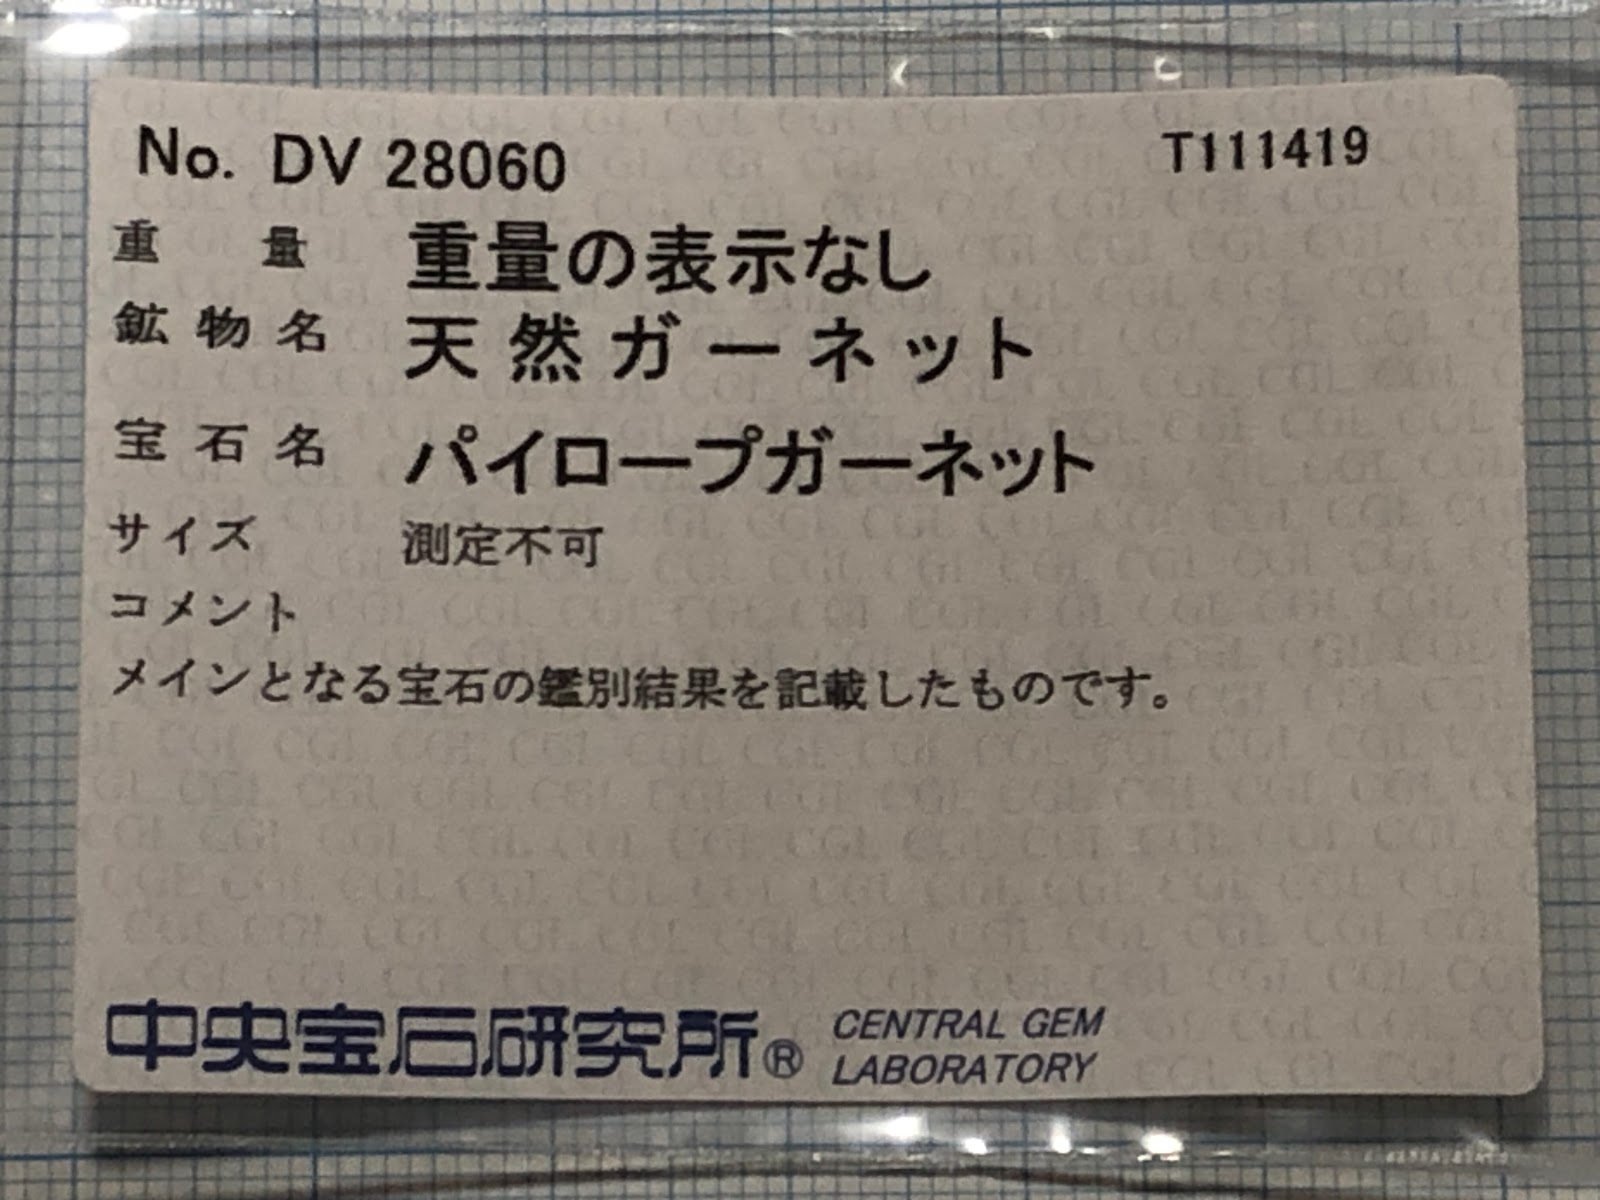 No. DV 28060 T111419
重量 重量の表示なし
鉱物名 天然ガーネット
宝石名 パイロープガーネット
サイズ 測定不可
コメント
メインとなる宝石の鑑別結果を記載したものです。
中央宝石研究所® CENTRAL GEM
LABORATORY